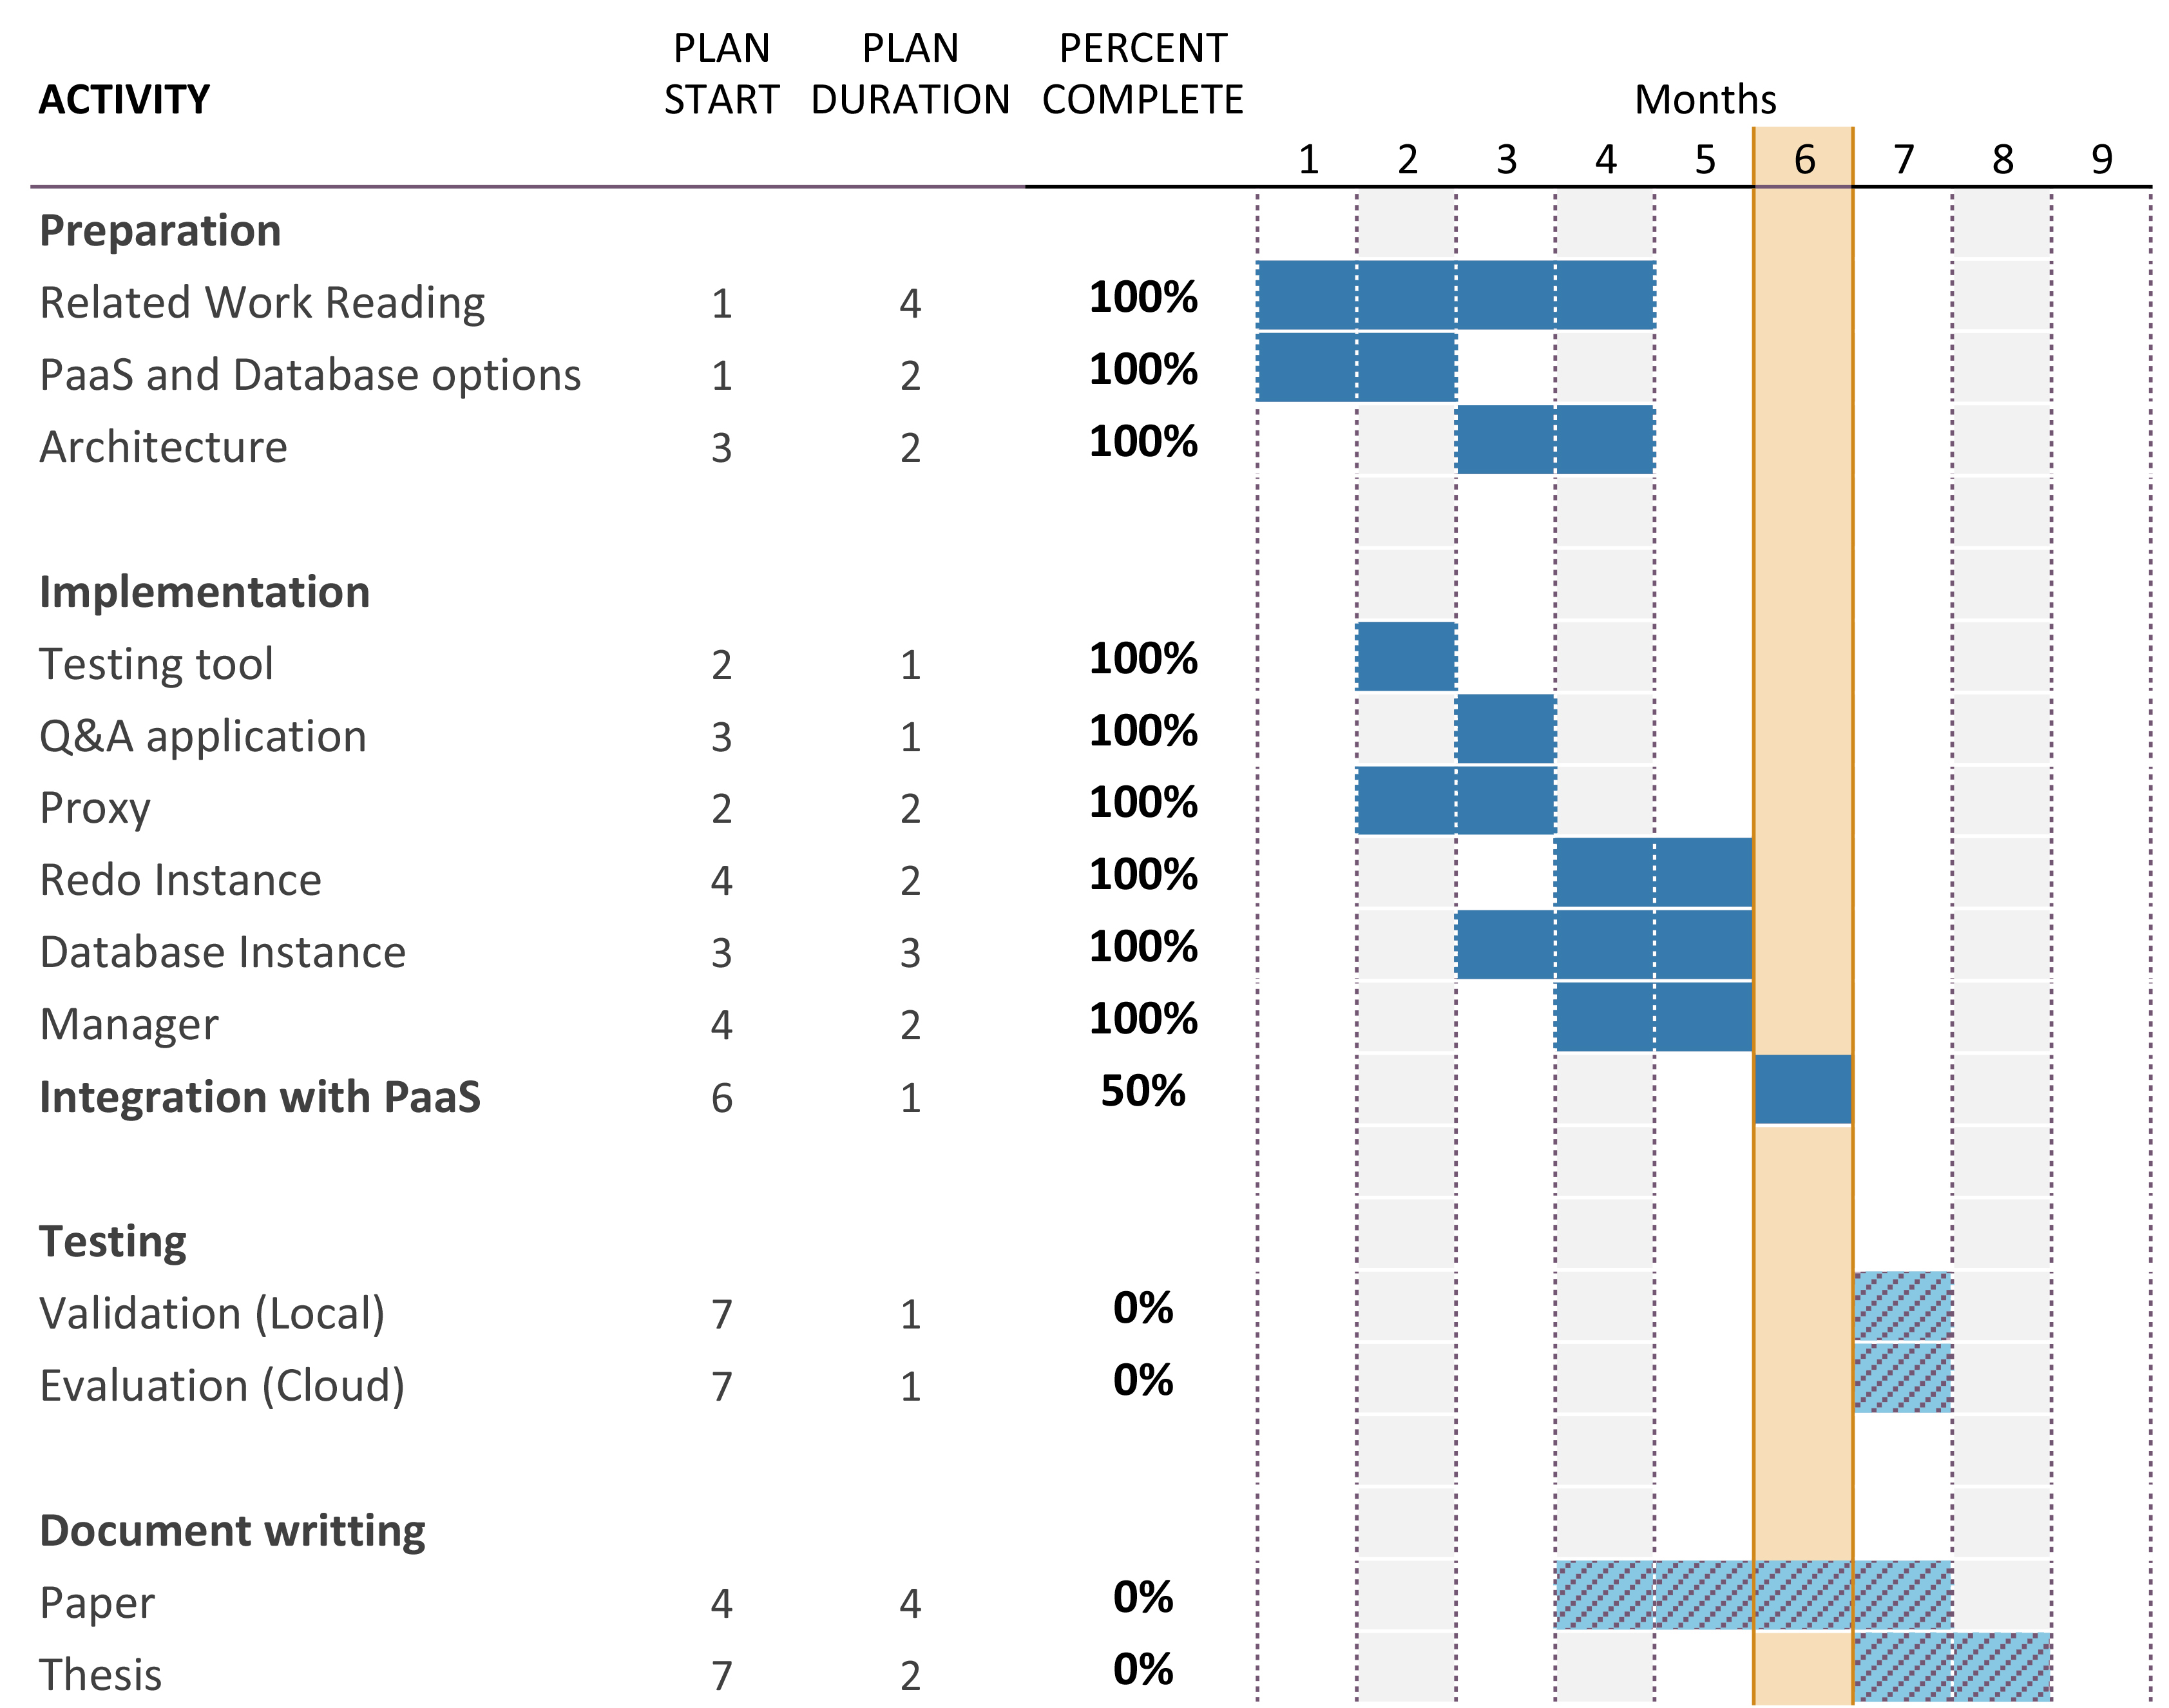 PLAN PLAN PERCENT
ACTIVITY START DURATION COMPLETE Months
1 2 3 4 5 6 7 8 9
Preparation
Related Work Reading 1 4 100%
PaaS and Database options 1 2 100%
Architecture 3 2 100%
Implementation
Testing tool 2 1 100%
Q&A application 3 1 100%
Proxy 2 2 100%
Redo Instance 4 2 100%
Database Instance 3 3 100%
Manager 4 2 100%
Integration with PaaS 6 1 50%
Testing
Validation (Local) 7 1 0%
Evaluation (Cloud) 7 1 0%
Document writting
Paper 4 4 0%
Thesis 7 2 0%